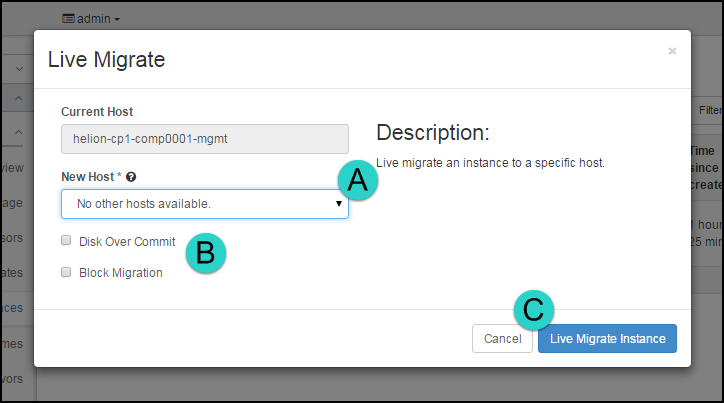 admin
Live Migrate
×
Current Host
helion-cp1-comp0001-mgmt
New Host * ?
No other hosts available.
A
Disk Over Commit
B
Block Migration
Description:
Live migrate an instance to a specific host.
C
Cancel
Live Migrate Instance
Filter
Time
since
create
1 hour
25 min
view
age
sors
ates
nces
mes
vors